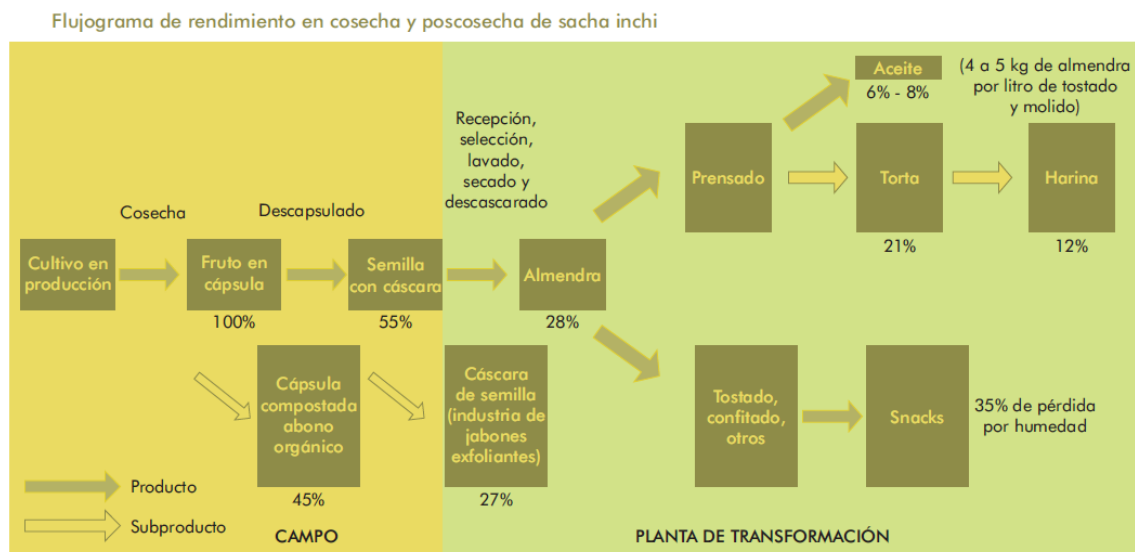 Flujograma de rendimiento en cosecha y poscosecha de sacha inchi
Aceite
6% - 8%
(4 a 5 kg de almendra
por litro de tostado
y molido)
Recepción,
selección,
lavado,
secado y
descascarado
Prensado
Torta
21%
Harina
12%
Cosecha
Descapsulado
Cultivo en
producción
Fruto en
cápsula
100%
Semilla
con cáscara
55%
Almendra
28%
Cápsula
compostada
abono
orgánico
45%
Cáscara
de semilla
(industria de
jabones
exfoliantes)
27%
Tostado,
confitado,
otros
Snacks
35% de pérdida
por humedad
Producto
Subproducto
CAMPO
PLANTA DE TRANSFORMACIÓN